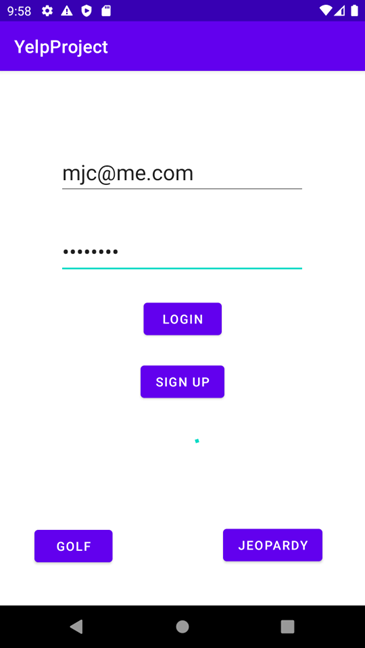 9:58
YelpProject
mjc@me.com
••••••••
LOGIN
SIGN UP
GOLF
JEOPARDY